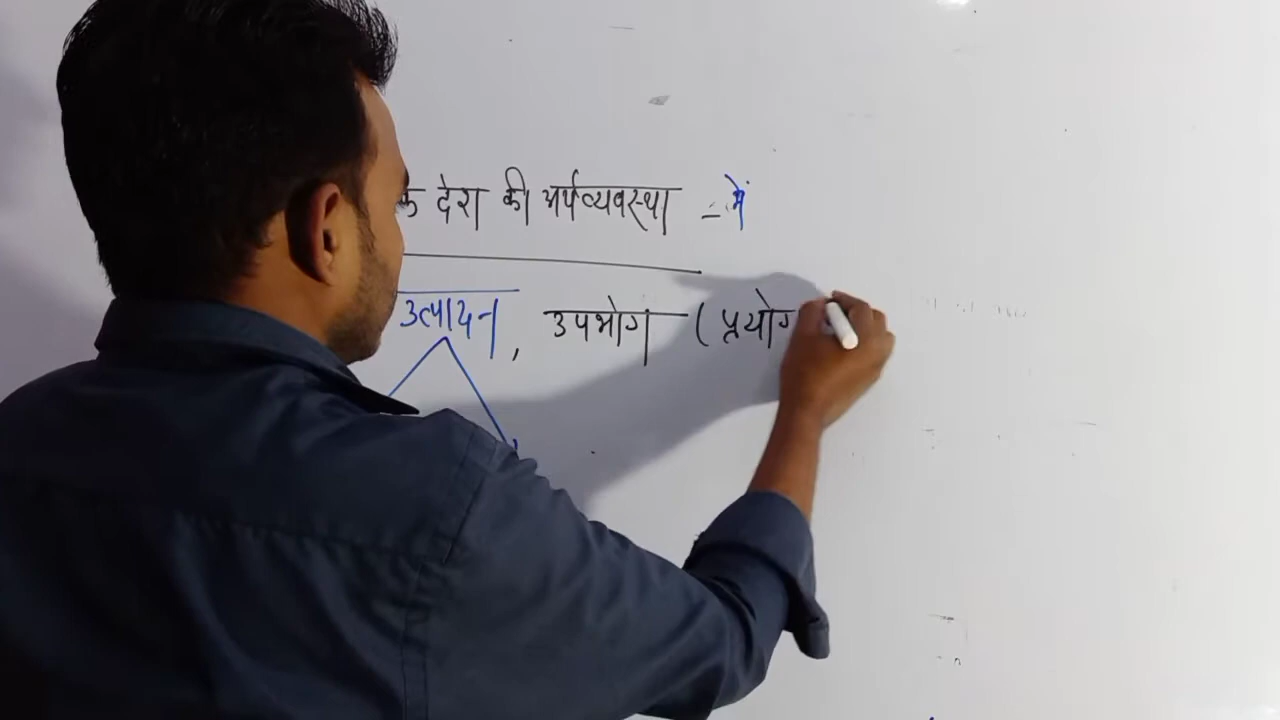 क देश की अर्थव्यवस्था - में
उत्पादन, उपभोग (प्रयोग